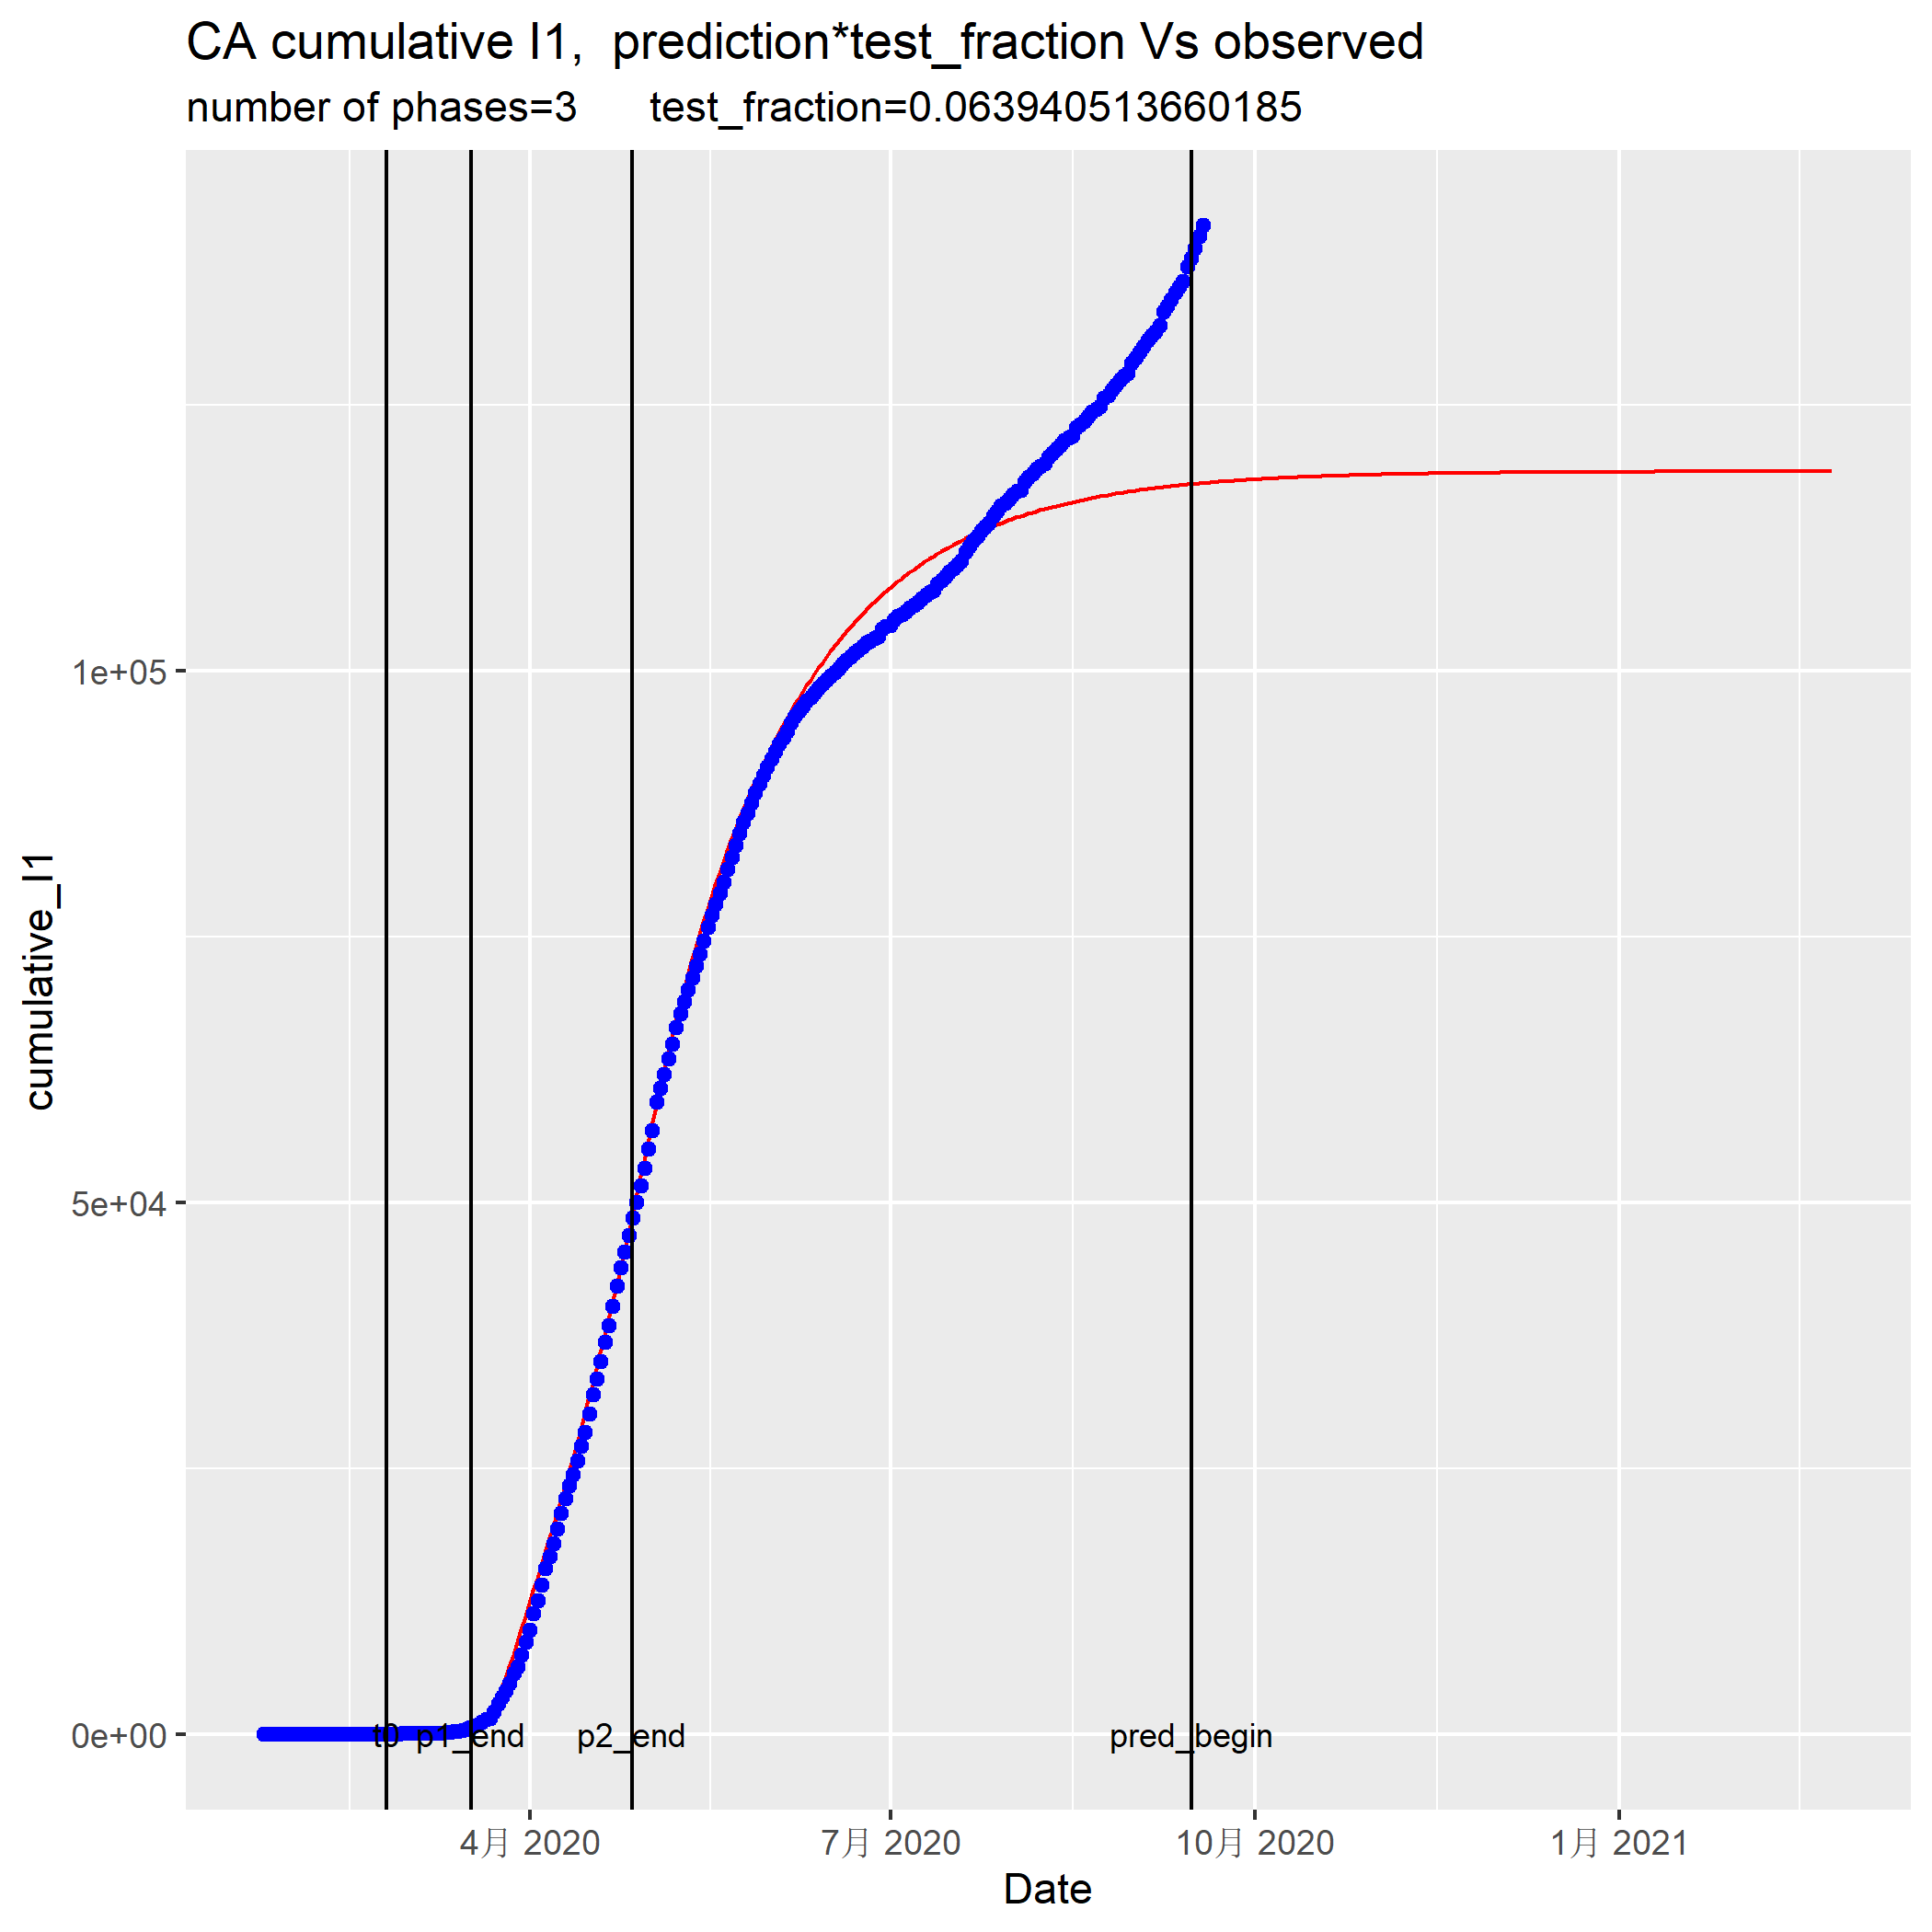 CA cumulative I1,  prediction*test_fraction Vs observed
number of phases=3      test_fraction=0.063940513660185
cumulative_I1
1e+05
5e+04
0e+00
t0 p1_end p2_end pred_begin
4月 2020 7月 2020 10月 2020 1月 2021
Date